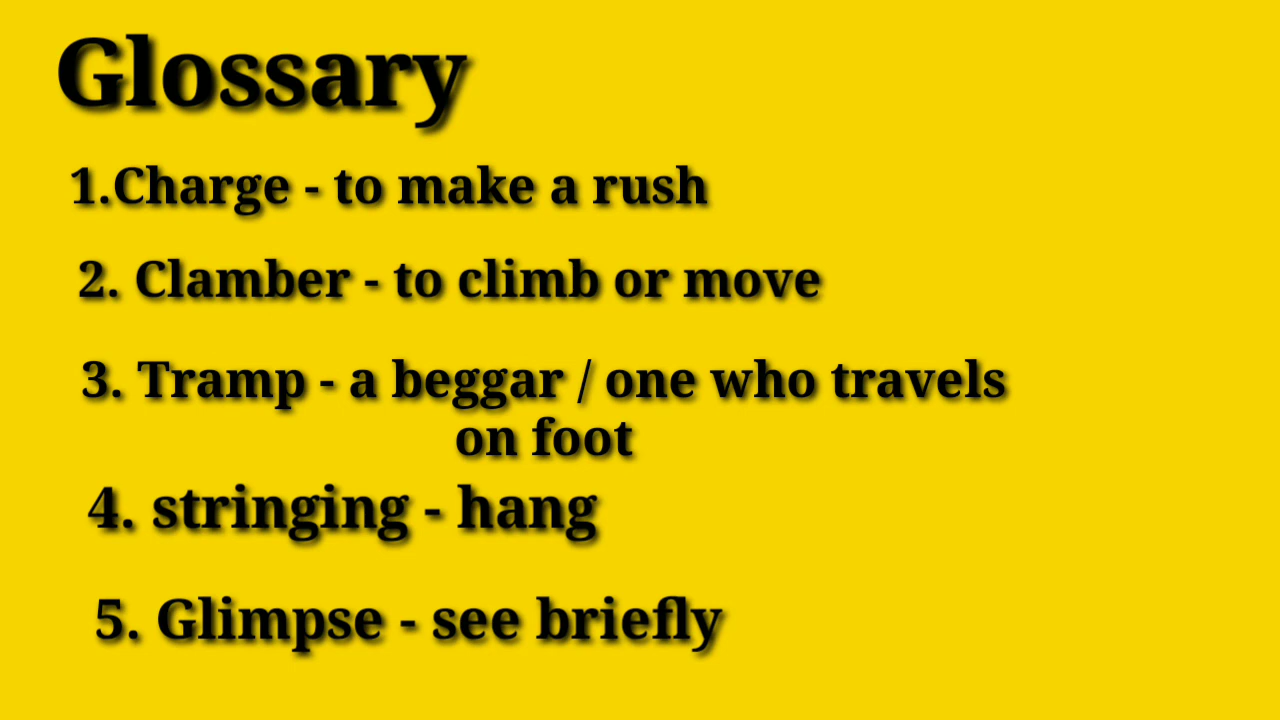 Glossary
1.Charge - to make a rush
2. Clamber - to climb or move
3. Tramp - a beggar / one who travels
on foot
4. stringing - hang
5. Glimpse - see briefly